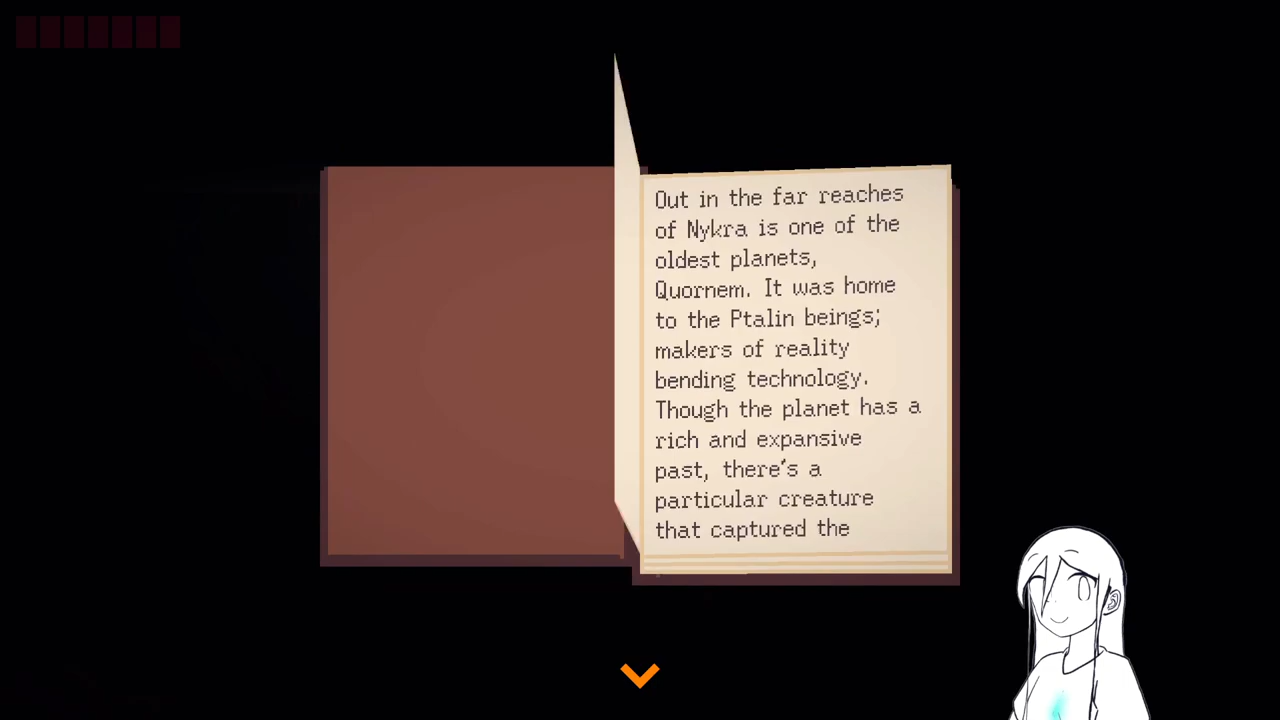 Out in the far reaches
of Nykra is one of the
oldest planets,
Quornem. It was home
to the Ptalin beings;
makers of reality
bending technology.
Though the planet has a
rich and expansive
past, there's a
particular creature
that captured the